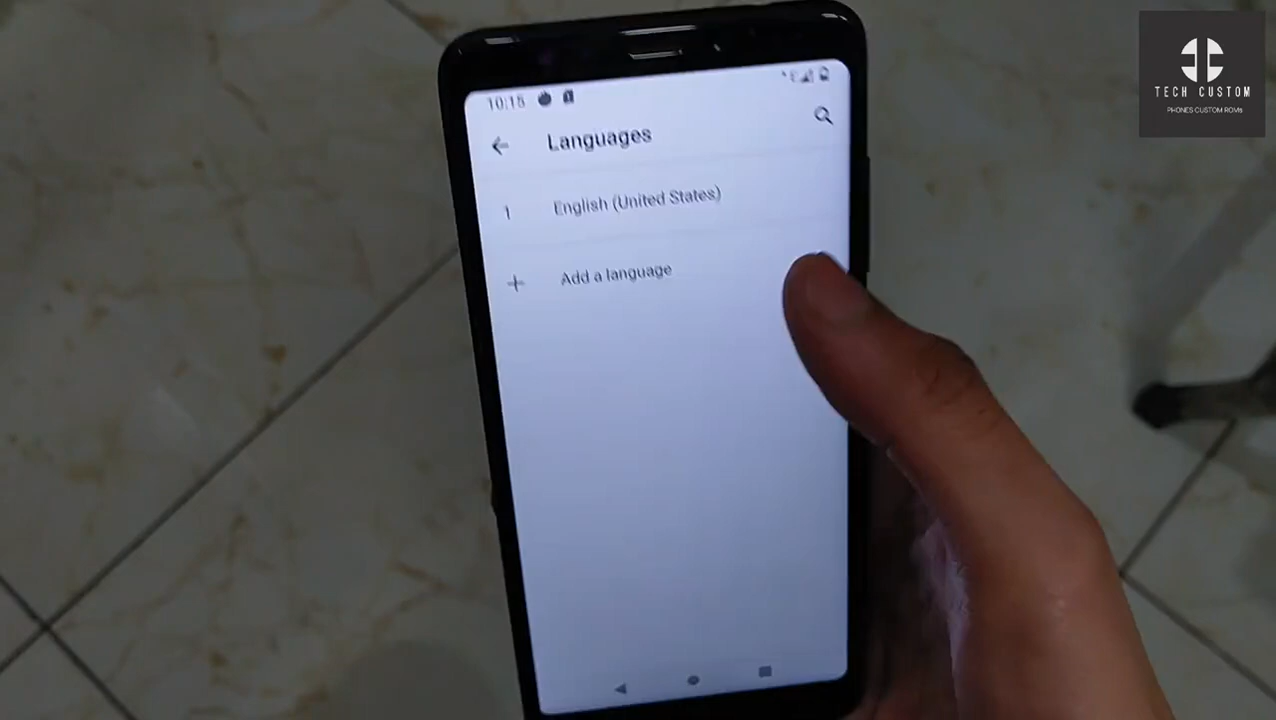 TECH CUSTOM
PHONES CUSTOM ROMs
10:15
Languages
1 English (United States)
+ Add a language